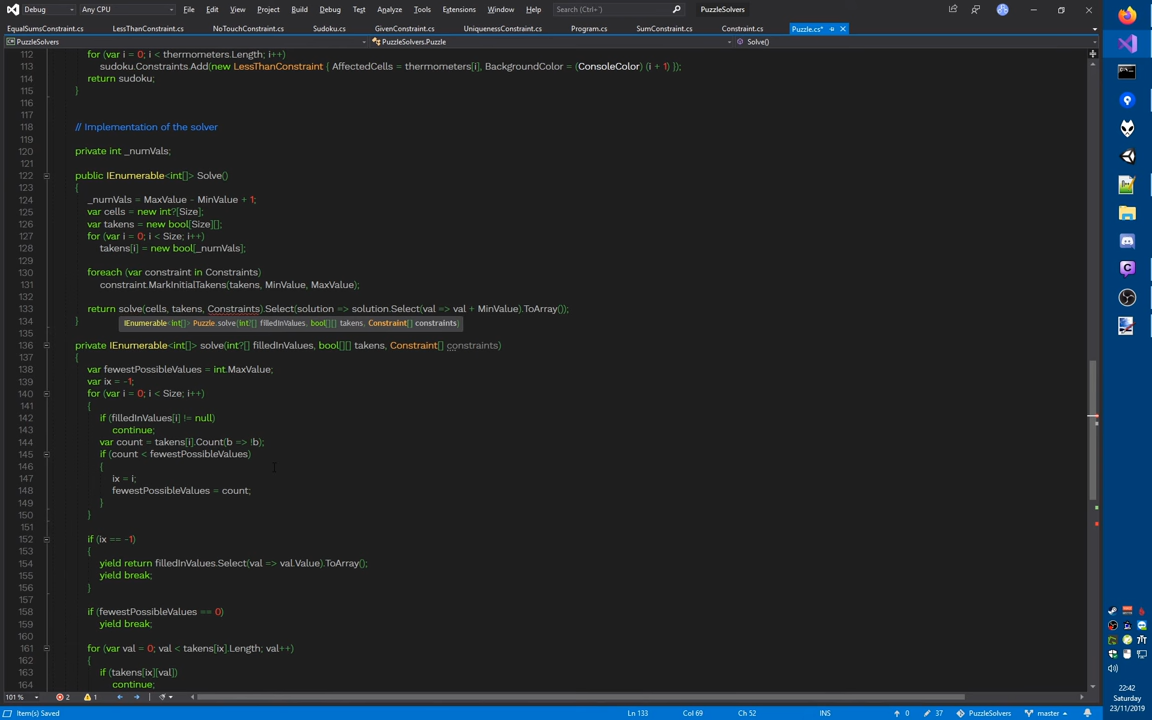 Debug Any CPU File Edit View Git Project Build Debug Test Analyze Tools Extensions Window Help Search (Ctrl+') PuzzleSolvers
EqualSumsConstraint.cs LessThanConstraint.cs NoTouchConstraint.cs Sudoku.cs GivenConstraint.cs UniquenessConstraint.cs Program.cs SumConstraint.cs Constraint.cs Puzzle.cs*
PuzzleSolvers PuzzleSolvers.Puzzle Solve()
112 for (var i = 0; i < thermometers.Length; i++)
113 sudoku.Constraints.Add(new LessThanConstraint { AffectedCells = thermometers[i], BackgroundColor = (ConsoleColor) (i + 1) });
114 return sudoku;
115 }
116
117
118 // Implementation of the solver
119
120 private int _numVals;
121
122 public IEnumerable<int[]> Solve()
123 {
124 _numVals = MaxValue - MinValue + 1;
125 var cells = new int?[Size];
126 var takens = new bool[Size][];
127 for (var i = 0; i < Size; i++)
128 takens[i] = new bool[_numVals];
129
130 foreach (var constraint in Constraints)
131 constraint.MarkInitialTakens(takens, MinValue, MaxValue);
132
133 return solve(cells, takens, Constraints).Select(solution => solution.Select(val => val + MinValue).ToArray());
134 }
IEnumerable<int[]> Puzzle.solve(int?[] filledInValues, bool[][] takens, Constraint[] constraints)
135
136 private IEnumerable<int[]> solve(int?[] filledInValues, bool[][] takens, Constraint[] constraints)
137 {
138 var fewestPossibleValues = int.MaxValue;
139 var ix = -1;
140 for (var i = 0; i < Size; i++)
141 {
142 if (filledInValues[i] != null)
143 continue;
144 var count = takens[i].Count(b => !b);
145 if (count < fewestPossibleValues)
146 {
147 ix = i;
148 fewestPossibleValues = count;
149 }
150 }
151
152 if (ix == -1)
153 {
154 yield return filledInValues.Select(val => val.Value).ToArray();
155 yield break;
156 }
157
158 if (fewestPossibleValues == 0)
159 yield break;
160
161 for (var val = 0; val < takens[ix].Length; val++)
162 {
163 if (takens[ix][val])
164 continue;
101 % 2 1 Ln 133 Col 69 Ch 52 INS
Item(s) Saved 0 37 PuzzleSolvers master
22:42
Saturday
23/11/2019